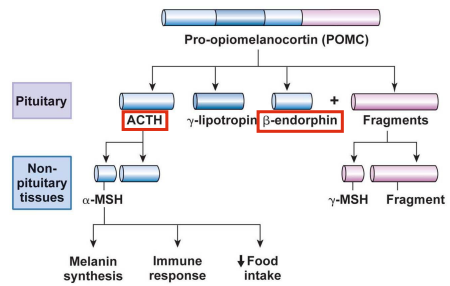 Pro-opiomelanocortin (POMC)
Pituitary
ACTH
γ-lipotropin
β-endorphin
+
Fragments
Non-
pituitary
tissues
α-MSH
γ-MSH
Fragment
Melanin
synthesis
Immune
response
↓Food
intake